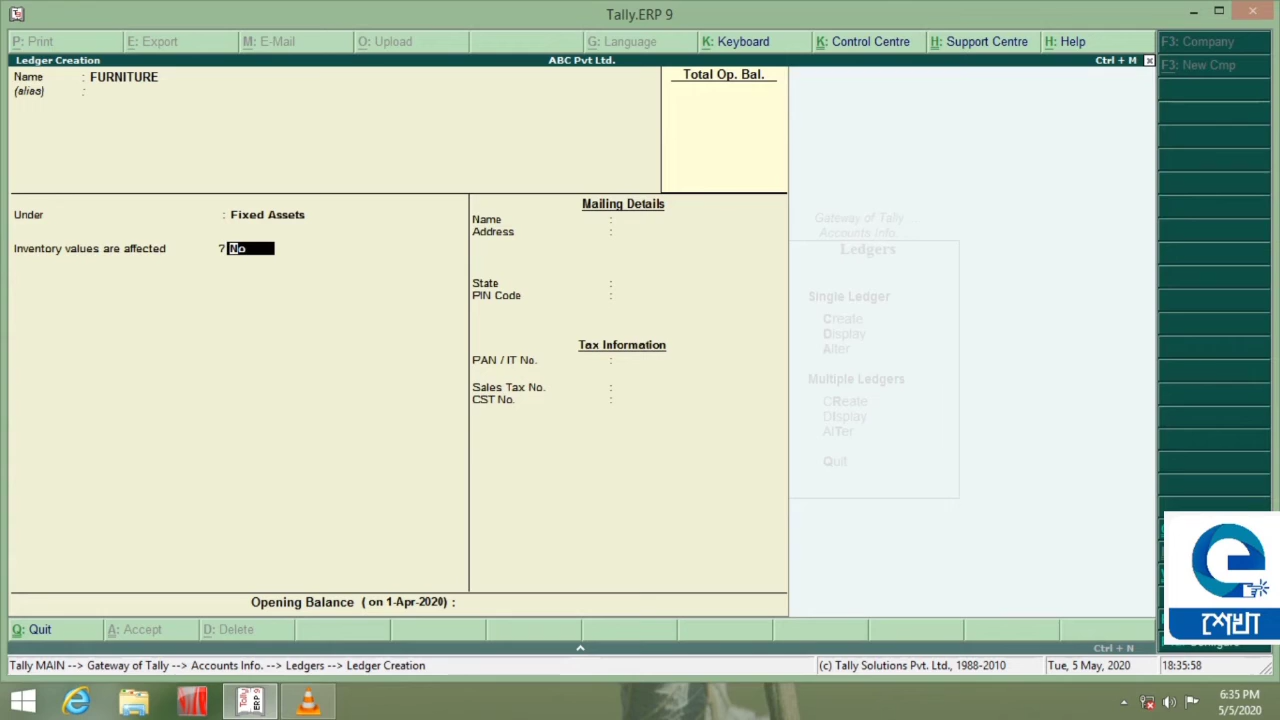 Tally.ERP 9
P: Print E: Export M: E-Mail O: Upload G: Language K: Keyboard K: Control Centre H: Support Centre H: Help F3: Company
Ledger Creation ABC Pvt Ltd. Ctrl + M
F3: New Cmp
Name : FURNITURE
(alias) :
Total Op. Bal.
Under : Fixed Assets
Inventory values are affected ? No
Mailing Details
Name :
Address :
State :
PIN Code :
Tax Information
PAN / IT No. :
Sales Tax No. :
CST No. :
Opening Balance ( on 1-Apr-2020) :
Gateway of Tally ...
Accounts Info. ...
Ledgers
Single Ledger
Create
Display
Alter
Multiple Ledgers
CReate
DIsplay
AlTer
Quit
শেখা
Q: Quit A: Accept D: Delete
Ctrl + N
Tally MAIN --> Gateway of Tally --> Accounts Info. --> Ledgers --> Ledger Creation (c) Tally Solutions Pvt. Ltd., 1988-2010 Tue, 5 May, 2020 18:35:58
Tally ERP 9
6:35 PM
5/5/2020